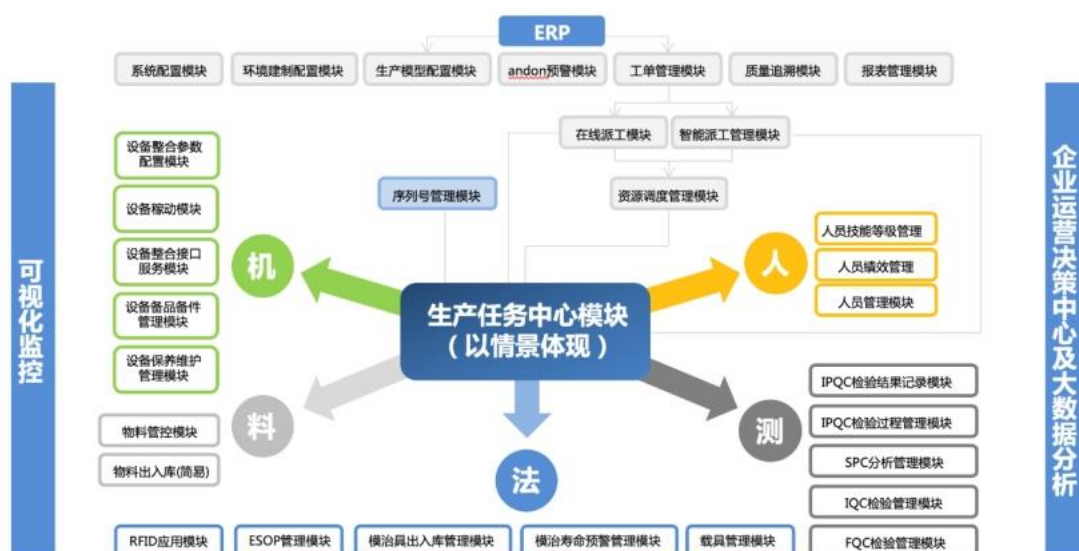 ERP
系统配置模块
环境建制配置模块
生产模型配置模块
andon预警模块
工单管理模块
质量追溯模块
报表管理模块
可视化监控
企业运营决策中心及大数据分析
在线派工模块
智能派工管理模块
序列号管理模块
资源调度管理模块
设备整合参数
配置模块
设备稼动模块
设备整合接口
服务模块
设备备品备件
管理模块
设备保养维护
管理模块
机
人
人员技能等级管理
人员绩效管理
人员管理模块
生产任务中心模块
（以情景体现）
料
物料管控模块
物料出入库(简易)
法
测
IPQC检验结果记录模块
IPQC检验过程管理模块
SPC分析管理模块
IQC检验管理模块
FQC检验管理模块
RFID应用模块
ESOP管理模块
模治具出入库管理模块
模治寿命预警管理模块
载具管理模块